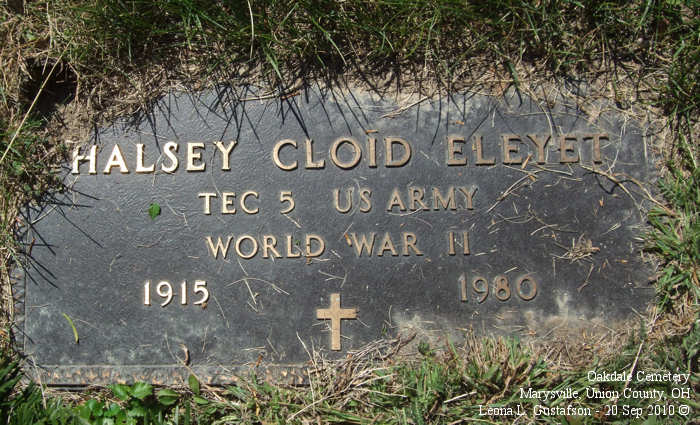 HALSEY CLOÏD ELEYET
TEC 5 US ARMY
WORLD WAR II
1915 1980
Oakdale Cemetery
Marysville, Union County, OH
Leona L. Gustafson - 20 Sep 2010 ©